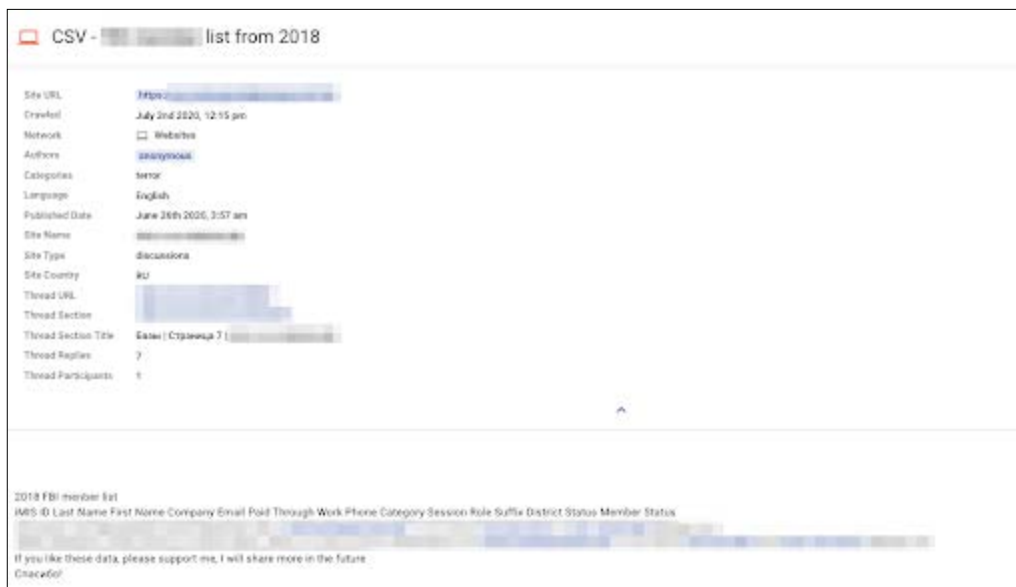 CSV - list from 2018
Site URL https:/
Crawled July 2nd 2020, 12:15 pm
Network Websites
Authors anonymous
Categories terror
Language English
Published Date June 26th 2020, 3:57 am
Site Name
Site Type discussions
Site Country RU
Thread URL
Thread Section
Thread Section Title Базы | Страница 7 |
Thread Replies 7
Thread Participants 1
2018 FBI member list
iMIS ID Last Name First Name Company Email Paid Through Work Phone Category Session Role Suffix District Status Member Status
If you like these data, please support me, I will share more in the future
Спасибо!